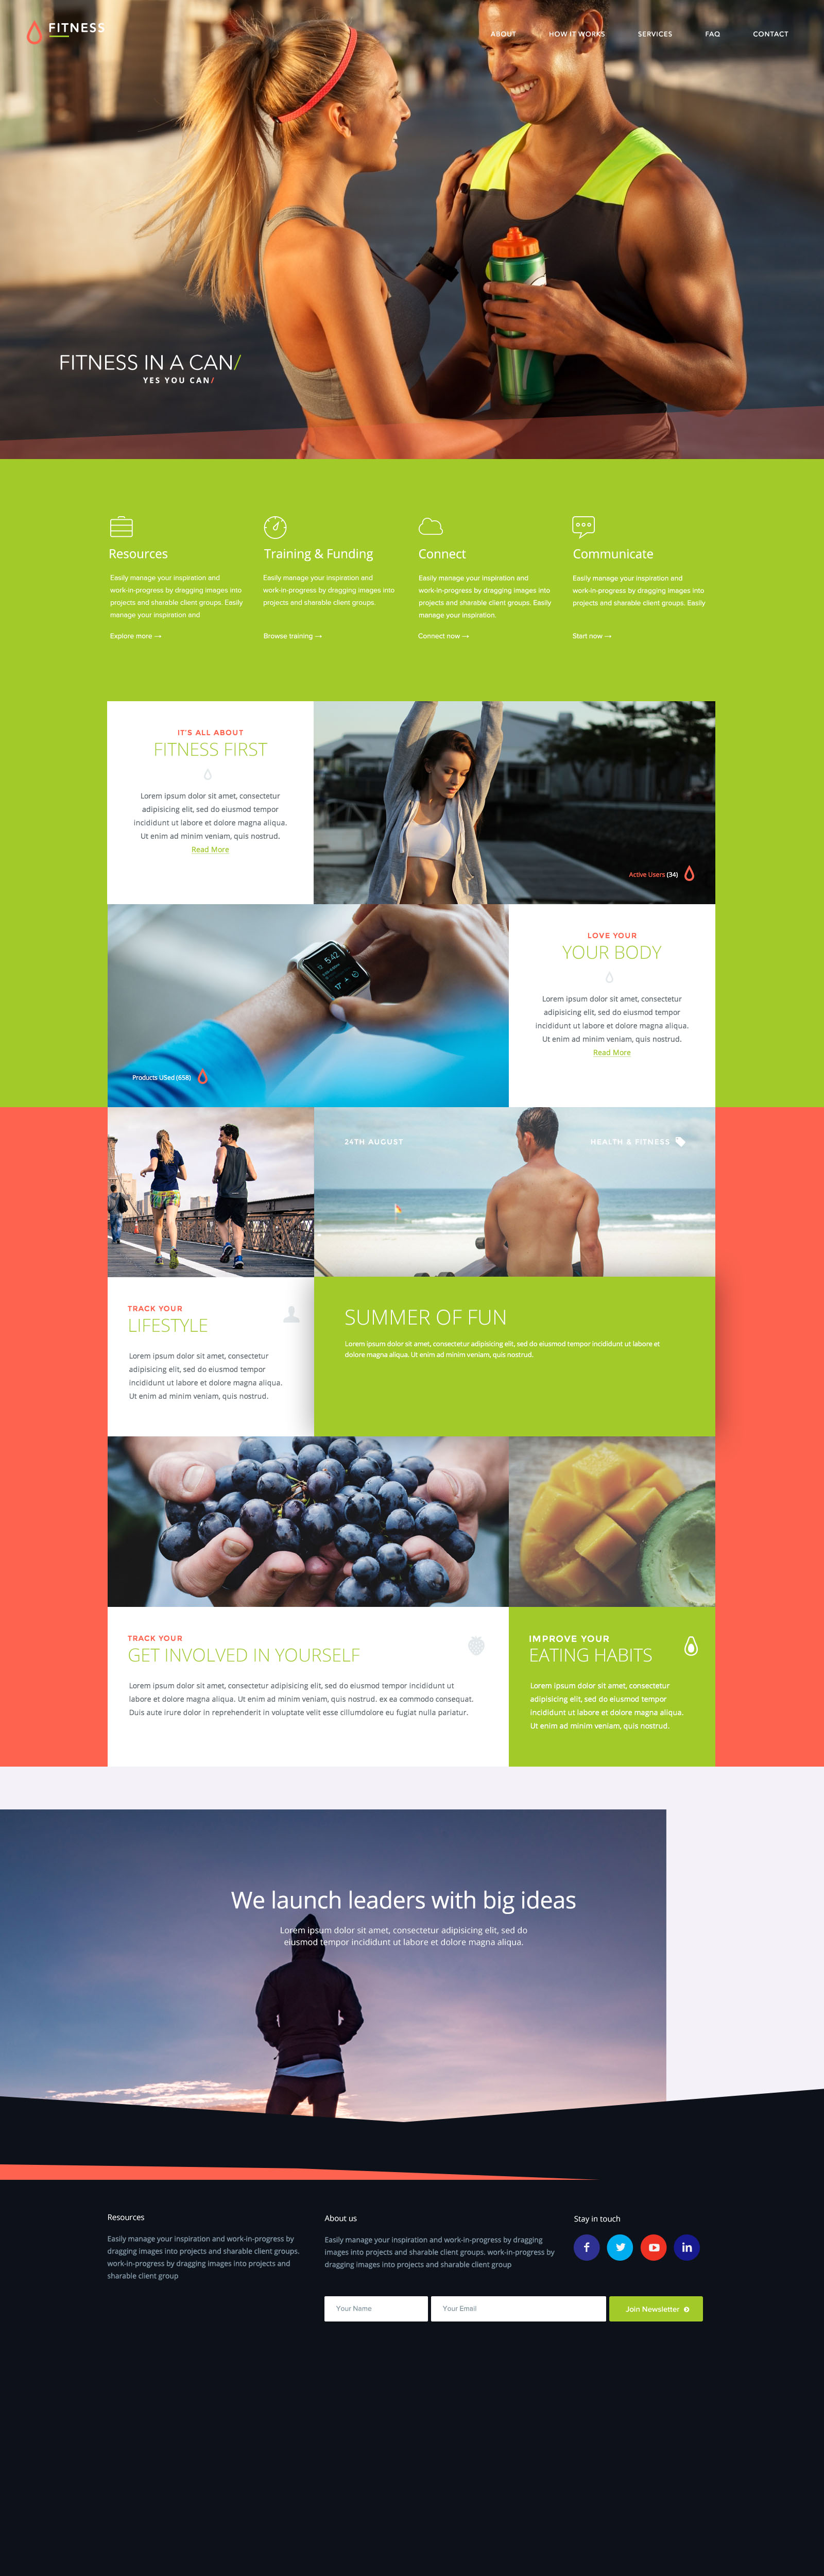 FITNESS
ABOUT HOW IT WORKS SERVICES FAQ CONTACT
FITNESS IN A CAN/
YES YOU CAN/
Resources
Easily manage your inspiration and
work-in-progress by dragging images into
projects and sharable client groups. Easily
manage your inspiration and
Explore more →
Training & Funding
Easily manage your inspiration and
work-in-progress by dragging images into
projects and sharable client groups.
Browse training →
Connect
Easily manage your inspiration and
work-in-progress by dragging images into
projects and sharable client groups. Easily
manage your inspiration.
Connect now →
Communicate
Easily manage your inspiration and
work-in-progress by dragging images into
projects and sharable client groups. Easily
Start now →
IT'S ALL ABOUT
FITNESS FIRST
Lorem ipsum dolor sit amet, consectetur
adipisicing elit, sed do eiusmod tempor
incididunt ut labore et dolore magna aliqua.
Ut enim ad minim veniam, quis nostrud.
Read More
Active Users (34)
5:42
Products USed (658)
LOVE YOUR
YOUR BODY
Lorem ipsum dolor sit amet, consectetur
adipisicing elit, sed do eiusmod tempor
incididunt ut labore et dolore magna aliqua.
Ut enim ad minim veniam, quis nostrud.
Read More
24TH AUGUST
HEALTH & FITNESS
TRACK YOUR
LIFESTYLE
Lorem ipsum dolor sit amet, consectetur
adipisicing elit, sed do eiusmod tempor
incididunt ut labore et dolore magna aliqua.
Ut enim ad minim veniam, quis nostrud.
SUMMER OF FUN
Lorem ipsum dolor sit amet, consectetur adipisicing elit, sed do eiusmod tempor incididunt ut labore et
dolore magna aliqua. Ut enim ad minim veniam, quis nostrud.
TRACK YOUR
GET INVOLVED IN YOURSELF
Lorem ipsum dolor sit amet, consectetur adipisicing elit, sed do eiusmod tempor incididunt ut
labore et dolore magna aliqua. Ut enim ad minim veniam, quis nostrud. ex ea commodo consequat.
Duis aute irure dolor in reprehenderit in voluptate velit esse cillumdolore eu fugiat nulla pariatur.
IMPROVE YOUR
EATING HABITS
Lorem ipsum dolor sit amet, consectetur
adipisicing elit, sed do eiusmod tempor
incididunt ut labore et dolore magna aliqua.
Ut enim ad minim veniam, quis nostrud.
We launch leaders with big ideas
Lorem ipsum dolor sit amet, consectetur adipisicing elit, sed do
eiusmod tempor incididunt ut labore et dolore magna aliqua.
Resources
Easily manage your inspiration and work-in-progress by
dragging images into projects and sharable client groups.
work-in-progress by dragging images into projects and
sharable client group
About us
Easily manage your inspiration and work-in-progress by dragging
images into projects and sharable client groups. work-in-progress by
dragging images into projects and sharable client group
Stay in touch
Your Name
Your Email
Join Newsletter